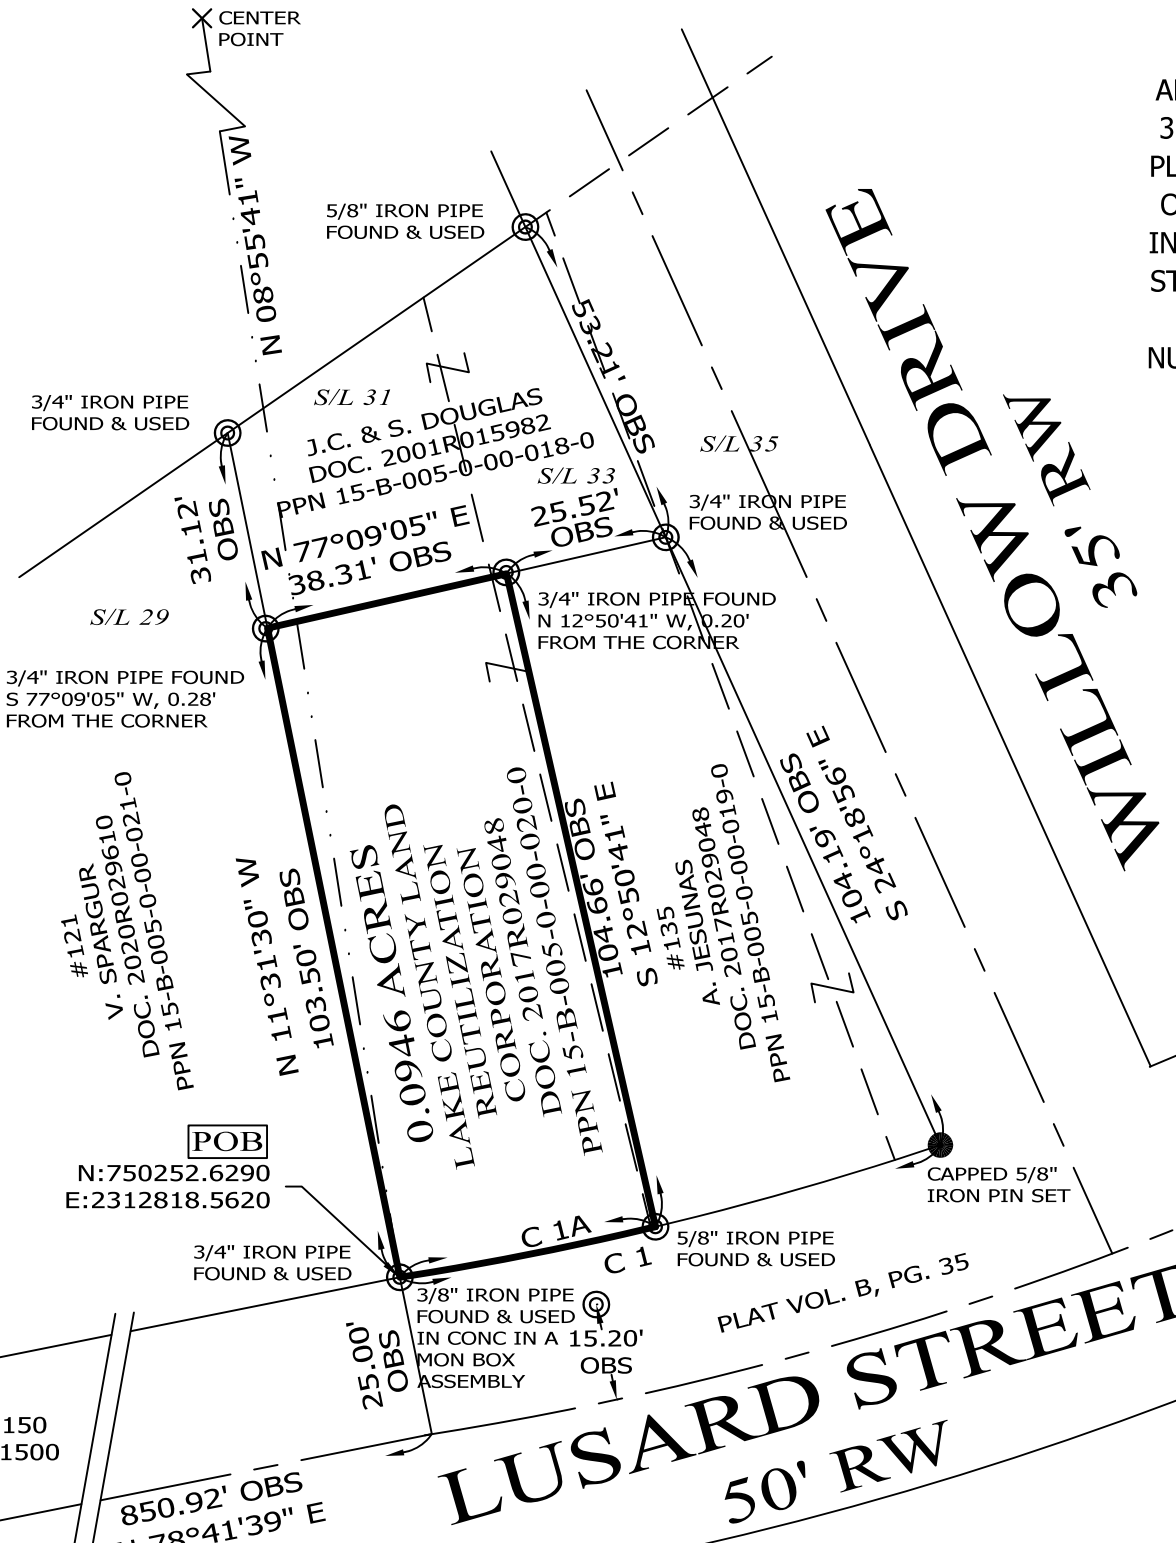 CENTER
POINT
N 08°55'41" W
5/8" IRON PIPE
FOUND & USED
53.21' OBS
WILLOW DRIVE
35' RW
3/4" IRON PIPE
FOUND & USED
S/L 31
J.C. & S. DOUGLAS
DOC. 2001R015982
PPN 15-B-005-0-00-018-0
S/L 33
S/L 35
31.12'
OBS
N 77°09'05" E
38.31' OBS
25.52'
OBS
3/4" IRON PIPE
FOUND & USED
S/L 29
3/4" IRON PIPE FOUND
N 12°50'41" W, 0.20'
FROM THE CORNER
3/4" IRON PIPE FOUND
S 77°09'05" W, 0.28'
FROM THE CORNER
#121
V. SPARGUR
DOC. 2020R029610
PPN 15-B-005-0-00-021-0
N 11°31'30" W
103.50' OBS
0.0946 ACRES
LAKE COUNTY LAND
REUTILIZATION
CORPORATION
DOC. 2017R029048
PPN 15-B-005-0-00-020-0
104.66' OBS
S 12°50'41" E
#135
A. JESUNAS
DOC. 2017R029048
PPN 15-B-005-0-00-019-0
104.19' OBS
S 24°18'56" E
POB
N:750252.6290
E:2312818.5620
CAPPED 5/8"
IRON PIN SET
C 1A
C 1
3/4" IRON PIPE
FOUND & USED
5/8" IRON PIPE
FOUND & USED
3/8" IRON PIPE
FOUND & USED
IN CONC IN A
MON BOX
ASSEMBLY
15.20'
OBS
PLAT VOL. B, PG. 35
25.00'
OBS
LUSARD STREET
50' RW
150
1500
850.92' OBS
78°41'39" E
3
PL
IN
ST